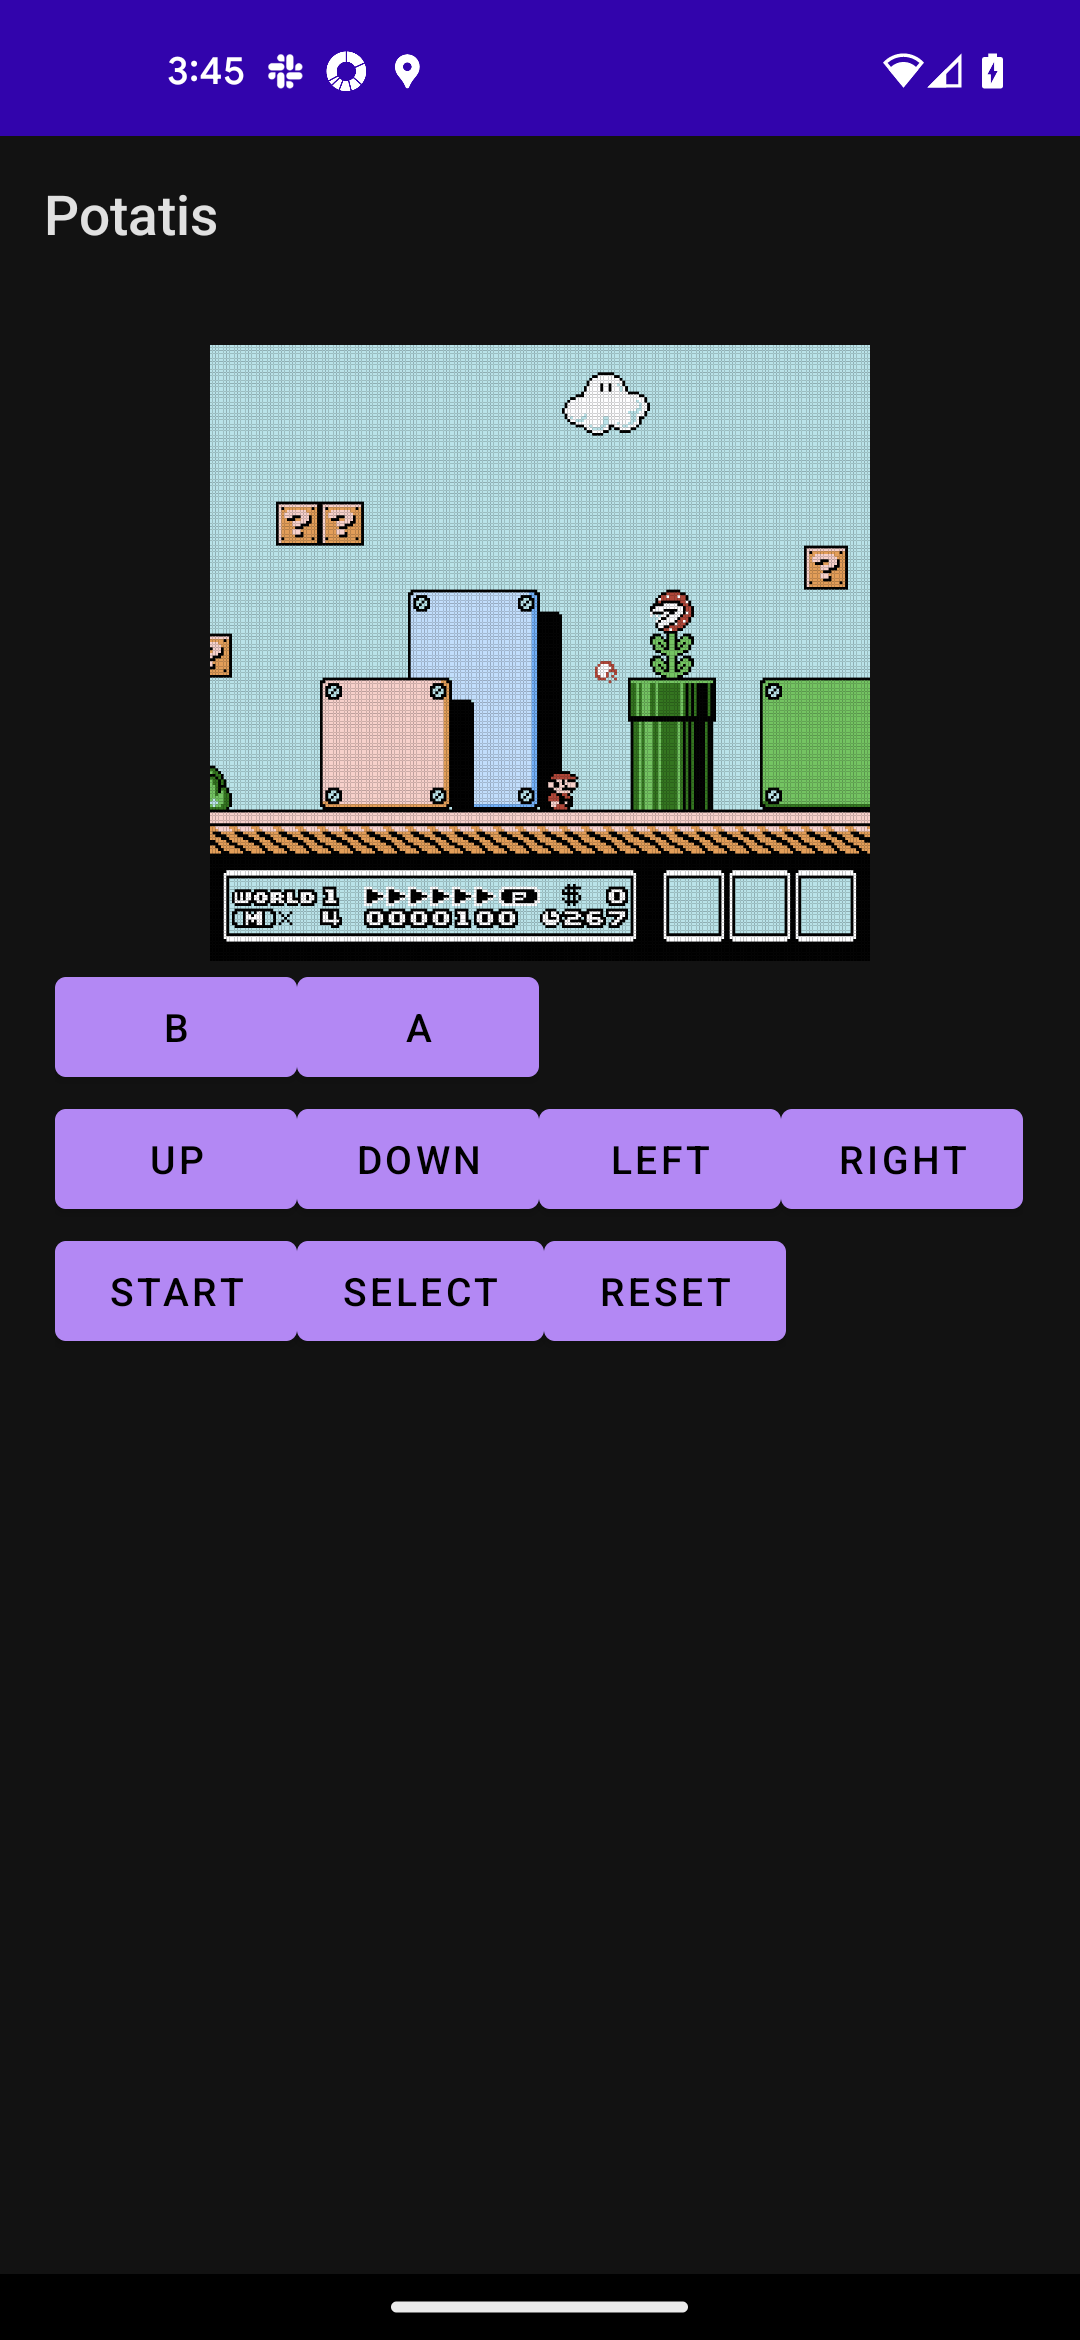 3:45
Potatis
? ?
?
?
WORLD 1 P $ 0
M × 4 0000100 267
B A
UP DOWN LEFT RIGHT
START SELECT RESET